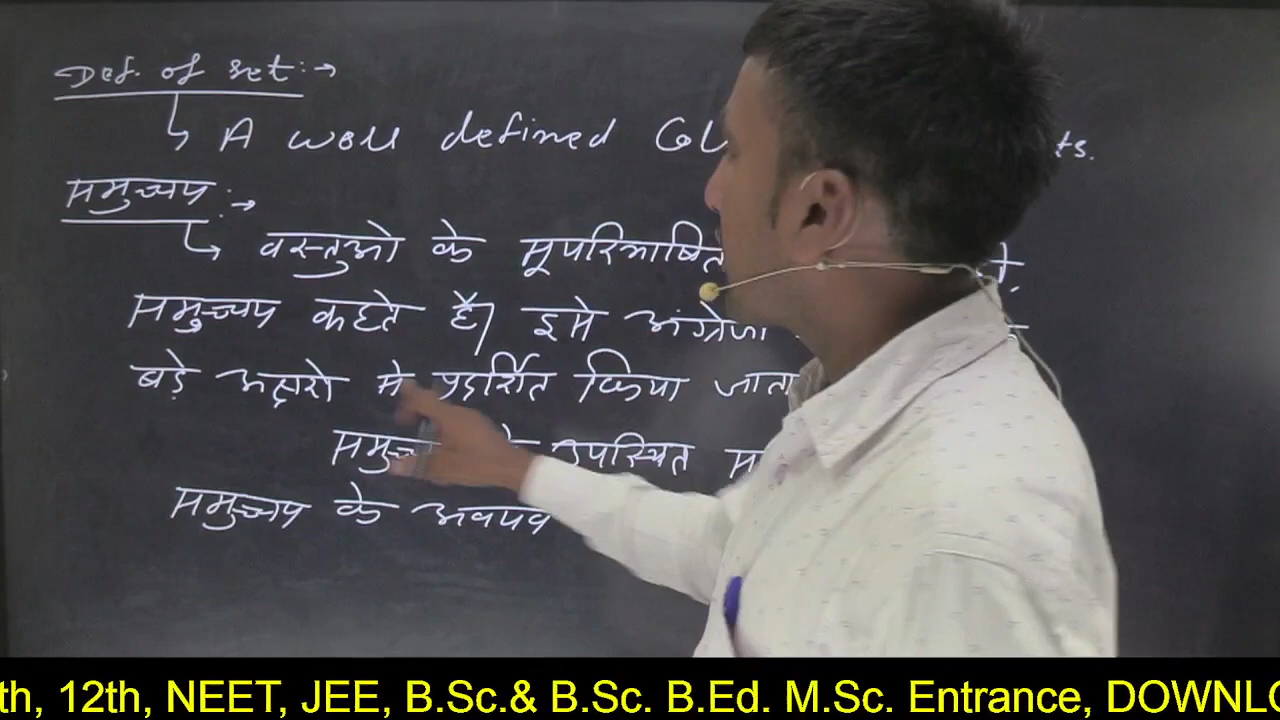 Def. of set:→
A well defined Col ts.
समुच्चय:→
वस्तुओ के सूपरिभाषित
समुच्चय कहते है। इसे अंग्रेजी
बड़े अक्षरो से प्रदर्शित किया जाता
उपस्थित
समुच्चय के अवयव
th, 12th, NEET, JEE, B.Sc.& B.Sc. B.Ed. M.Sc. Entrance, DOWNLO